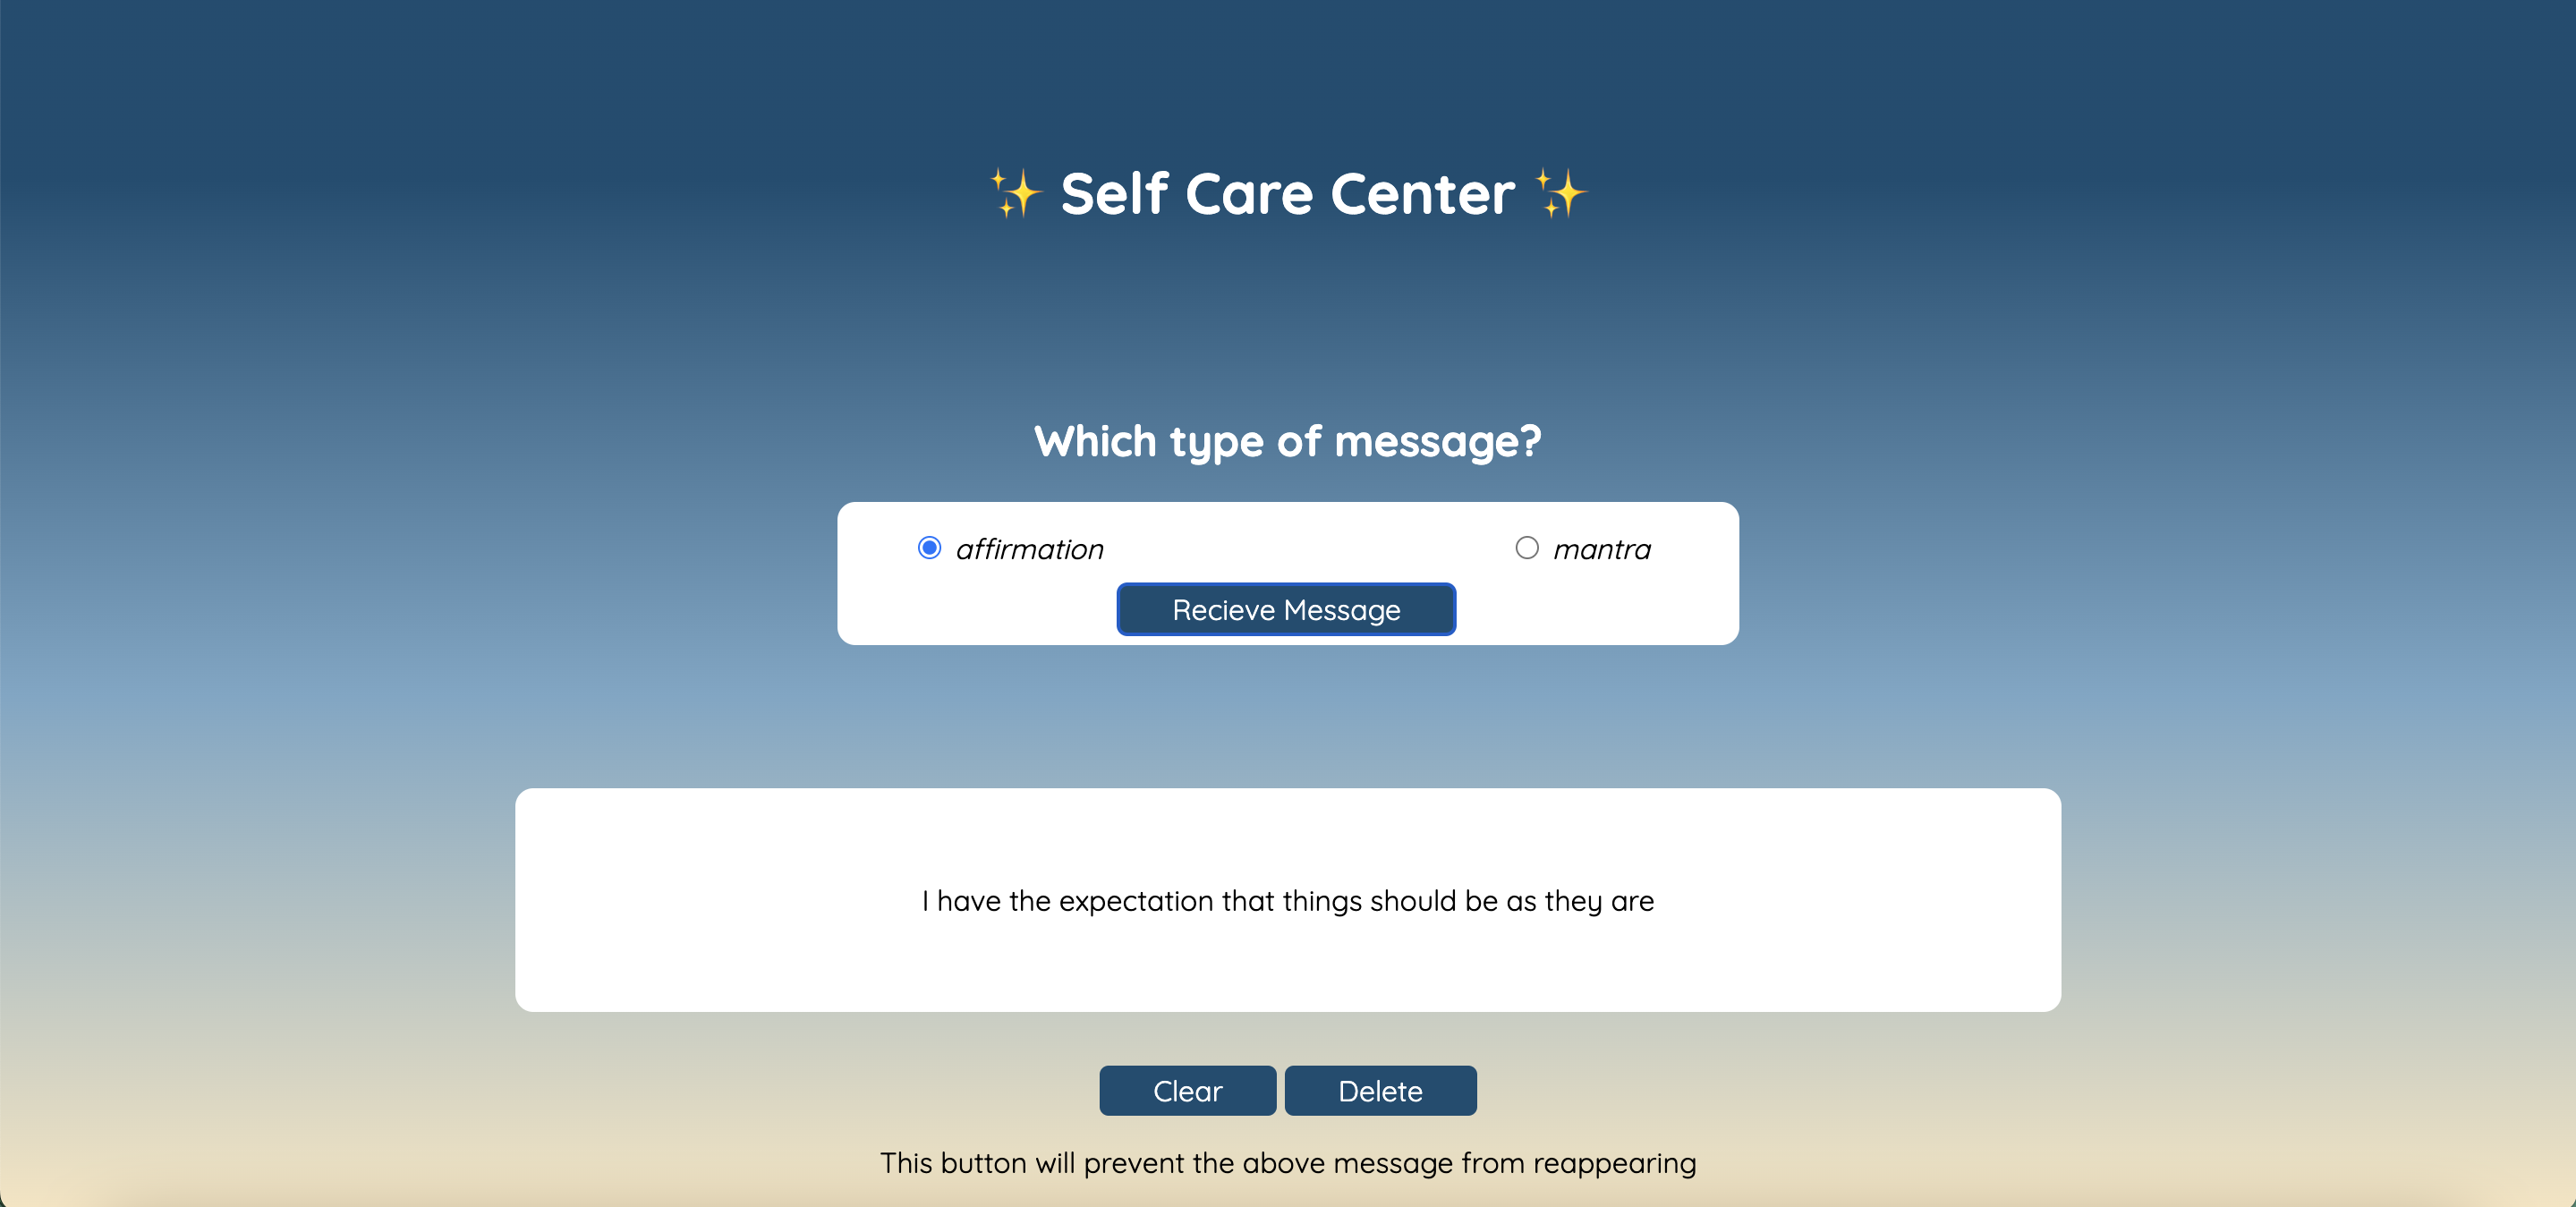 ✨ Self Care Center ✨
Which type of message?
affirmation mantra
Recieve Message
I have the expectation that things should be as they are
Clear Delete
This button will prevent the above message from reappearing